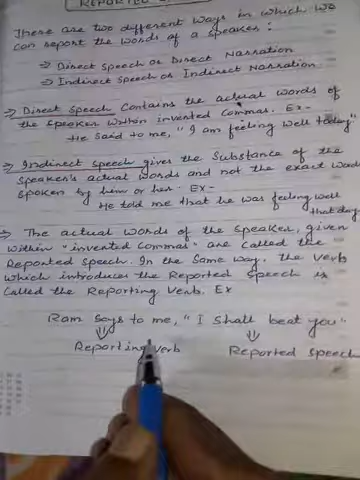 REPORTED
There are two different ways in which we
can report the words of a speaker:
⇒ Direct Speech or Direct Narration
⇒ Indirect Speech or Indirect Narration
⇒ Direct Speech contains the actual words of
the speaker within inverted commas. Ex-
He said to me, "I am feeling well today"
⇒ Indirect Speech gives the substance of the
speaker's actual words and not the exact words
spoken by him or her. Ex-
He told me that he was feeling well
that day.
⇒ The actual words of the speaker, given
within "inverted commas" are called the
Reported Speech. In the same way, the verb
which introduces the Reported speech is
called the Reporting verb. Ex
Ram says to me, "I shall beat you"
⇓ ⇓
Reporting verb Reported speech